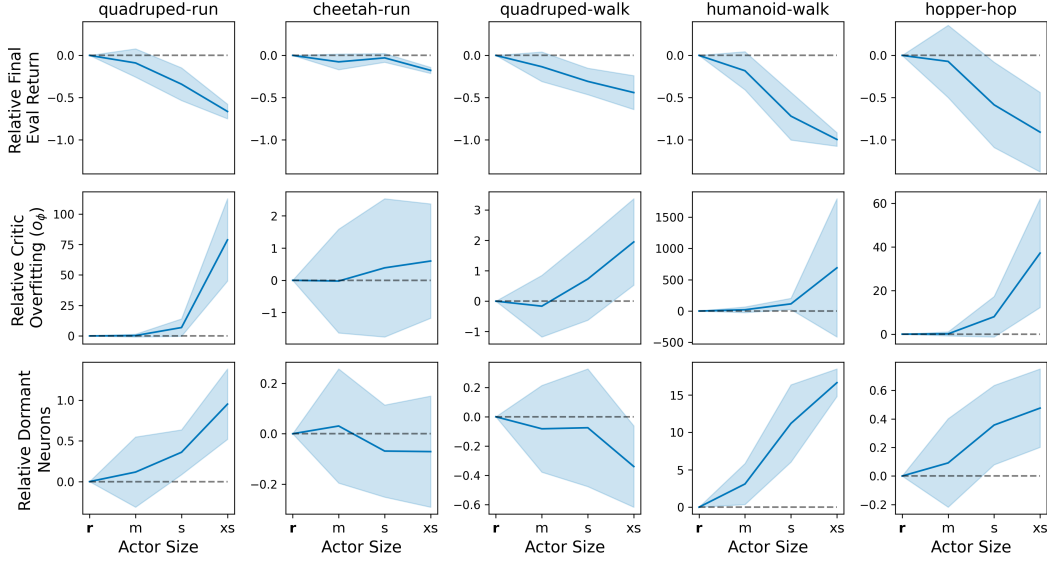 quadruped-run cheetah-run quadruped-walk humanoid-walk hopper-hop
Relative Final
Eval Return
0.0 −0.5 −1.0
0.0 −0.5 −1.0
0.0 −0.5 −1.0
0.0 −0.5 −1.0
0.0 −0.5 −1.0
Relative Critic
Overfitting (oϕ)
100 75 50 25 0
2 1 0 −1
3 2 1 0 −1
1500 1000 500 0 −500
60 40 20 0
Relative Dormant
Neurons
1.0 0.5 0.0
0.2 0.0 −0.2
0.2 0.0 −0.2 −0.4 −0.6
15 10 5 0
0.6 0.4 0.2 0.0 −0.2
r m s xs r m s xs r m s xs r m s xs r m s xs
Actor Size Actor Size Actor Size Actor Size Actor Size